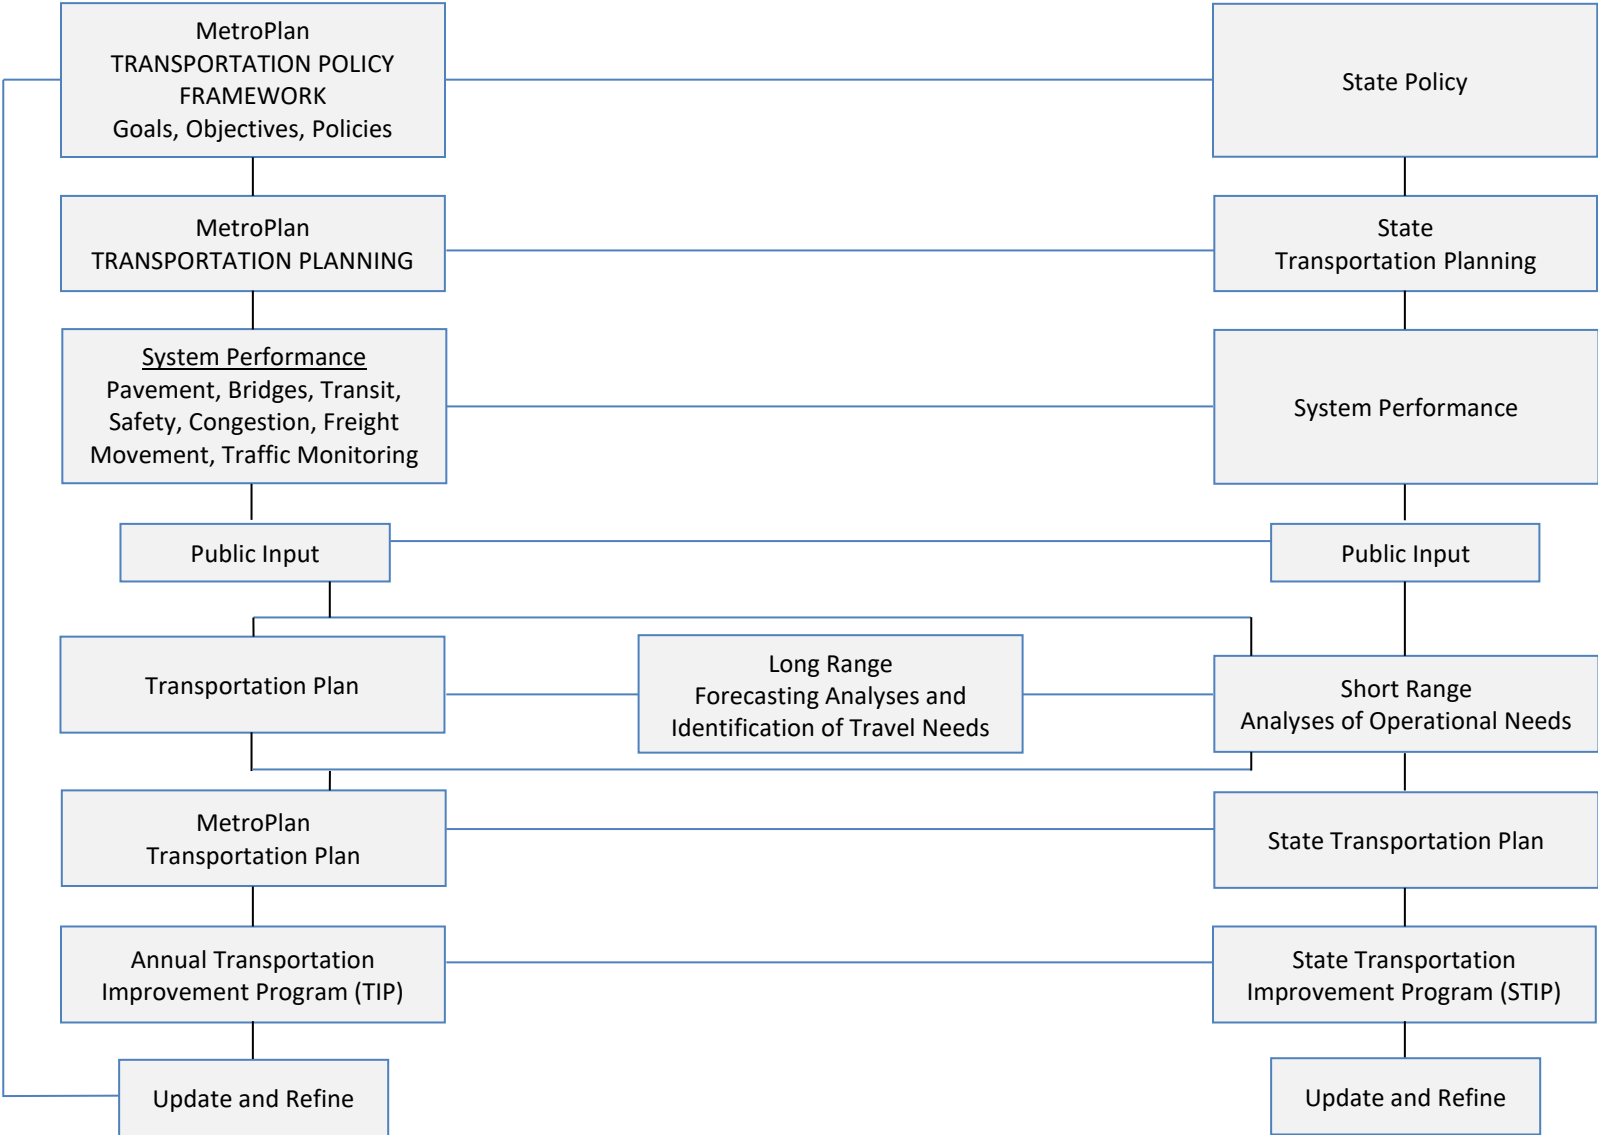 MetroPlan
TRANSPORTATION POLICY
FRAMEWORK
Goals, Objectives, Policies
State Policy
MetroPlan
TRANSPORTATION PLANNING
State
Transportation Planning
System Performance
Pavement, Bridges, Transit,
Safety, Congestion, Freight
Movement, Traffic Monitoring
System Performance
Public Input
Public Input
Transportation Plan
Long Range
Forecasting Analyses and
Identification of Travel Needs
Short Range
Analyses of Operational Needs
MetroPlan
Transportation Plan
State Transportation Plan
Annual Transportation
Improvement Program (TIP)
State Transportation
Improvement Program (STIP)
Update and Refine
Update and Refine